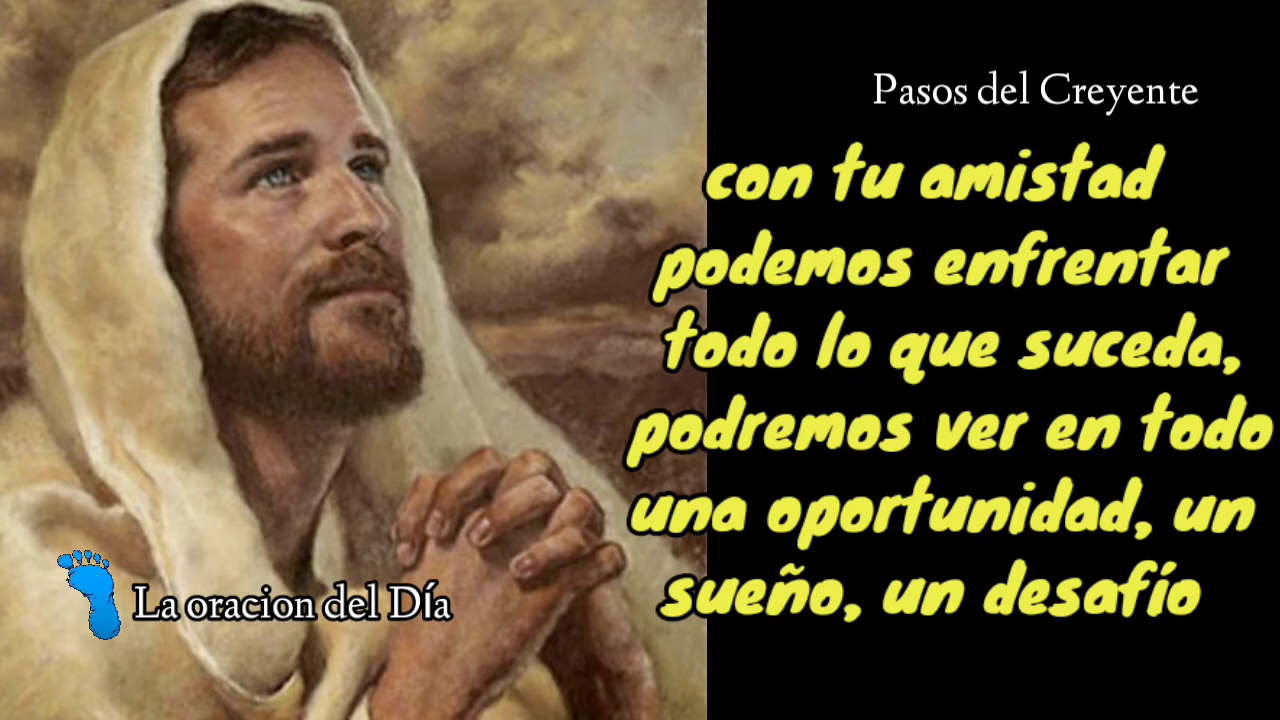 Pasos del Creyente
con tu amistad
podemos enfrentar
todo lo que suceda,
podremos ver en todo
una oportunidad, un
sueño, un desafío
La oracion del Día